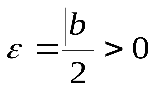 ε = |b/2 > 0